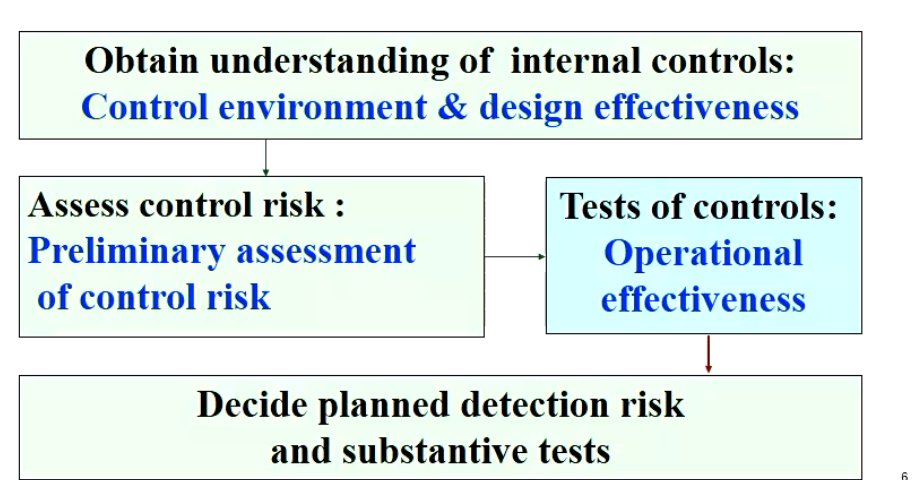 Obtain understanding of internal controls:
Control environment & design effectiveness
Assess control risk :
Preliminary assessment
of control risk
Tests of controls:
Operational
effectiveness
Decide planned detection risk
and substantive tests
6